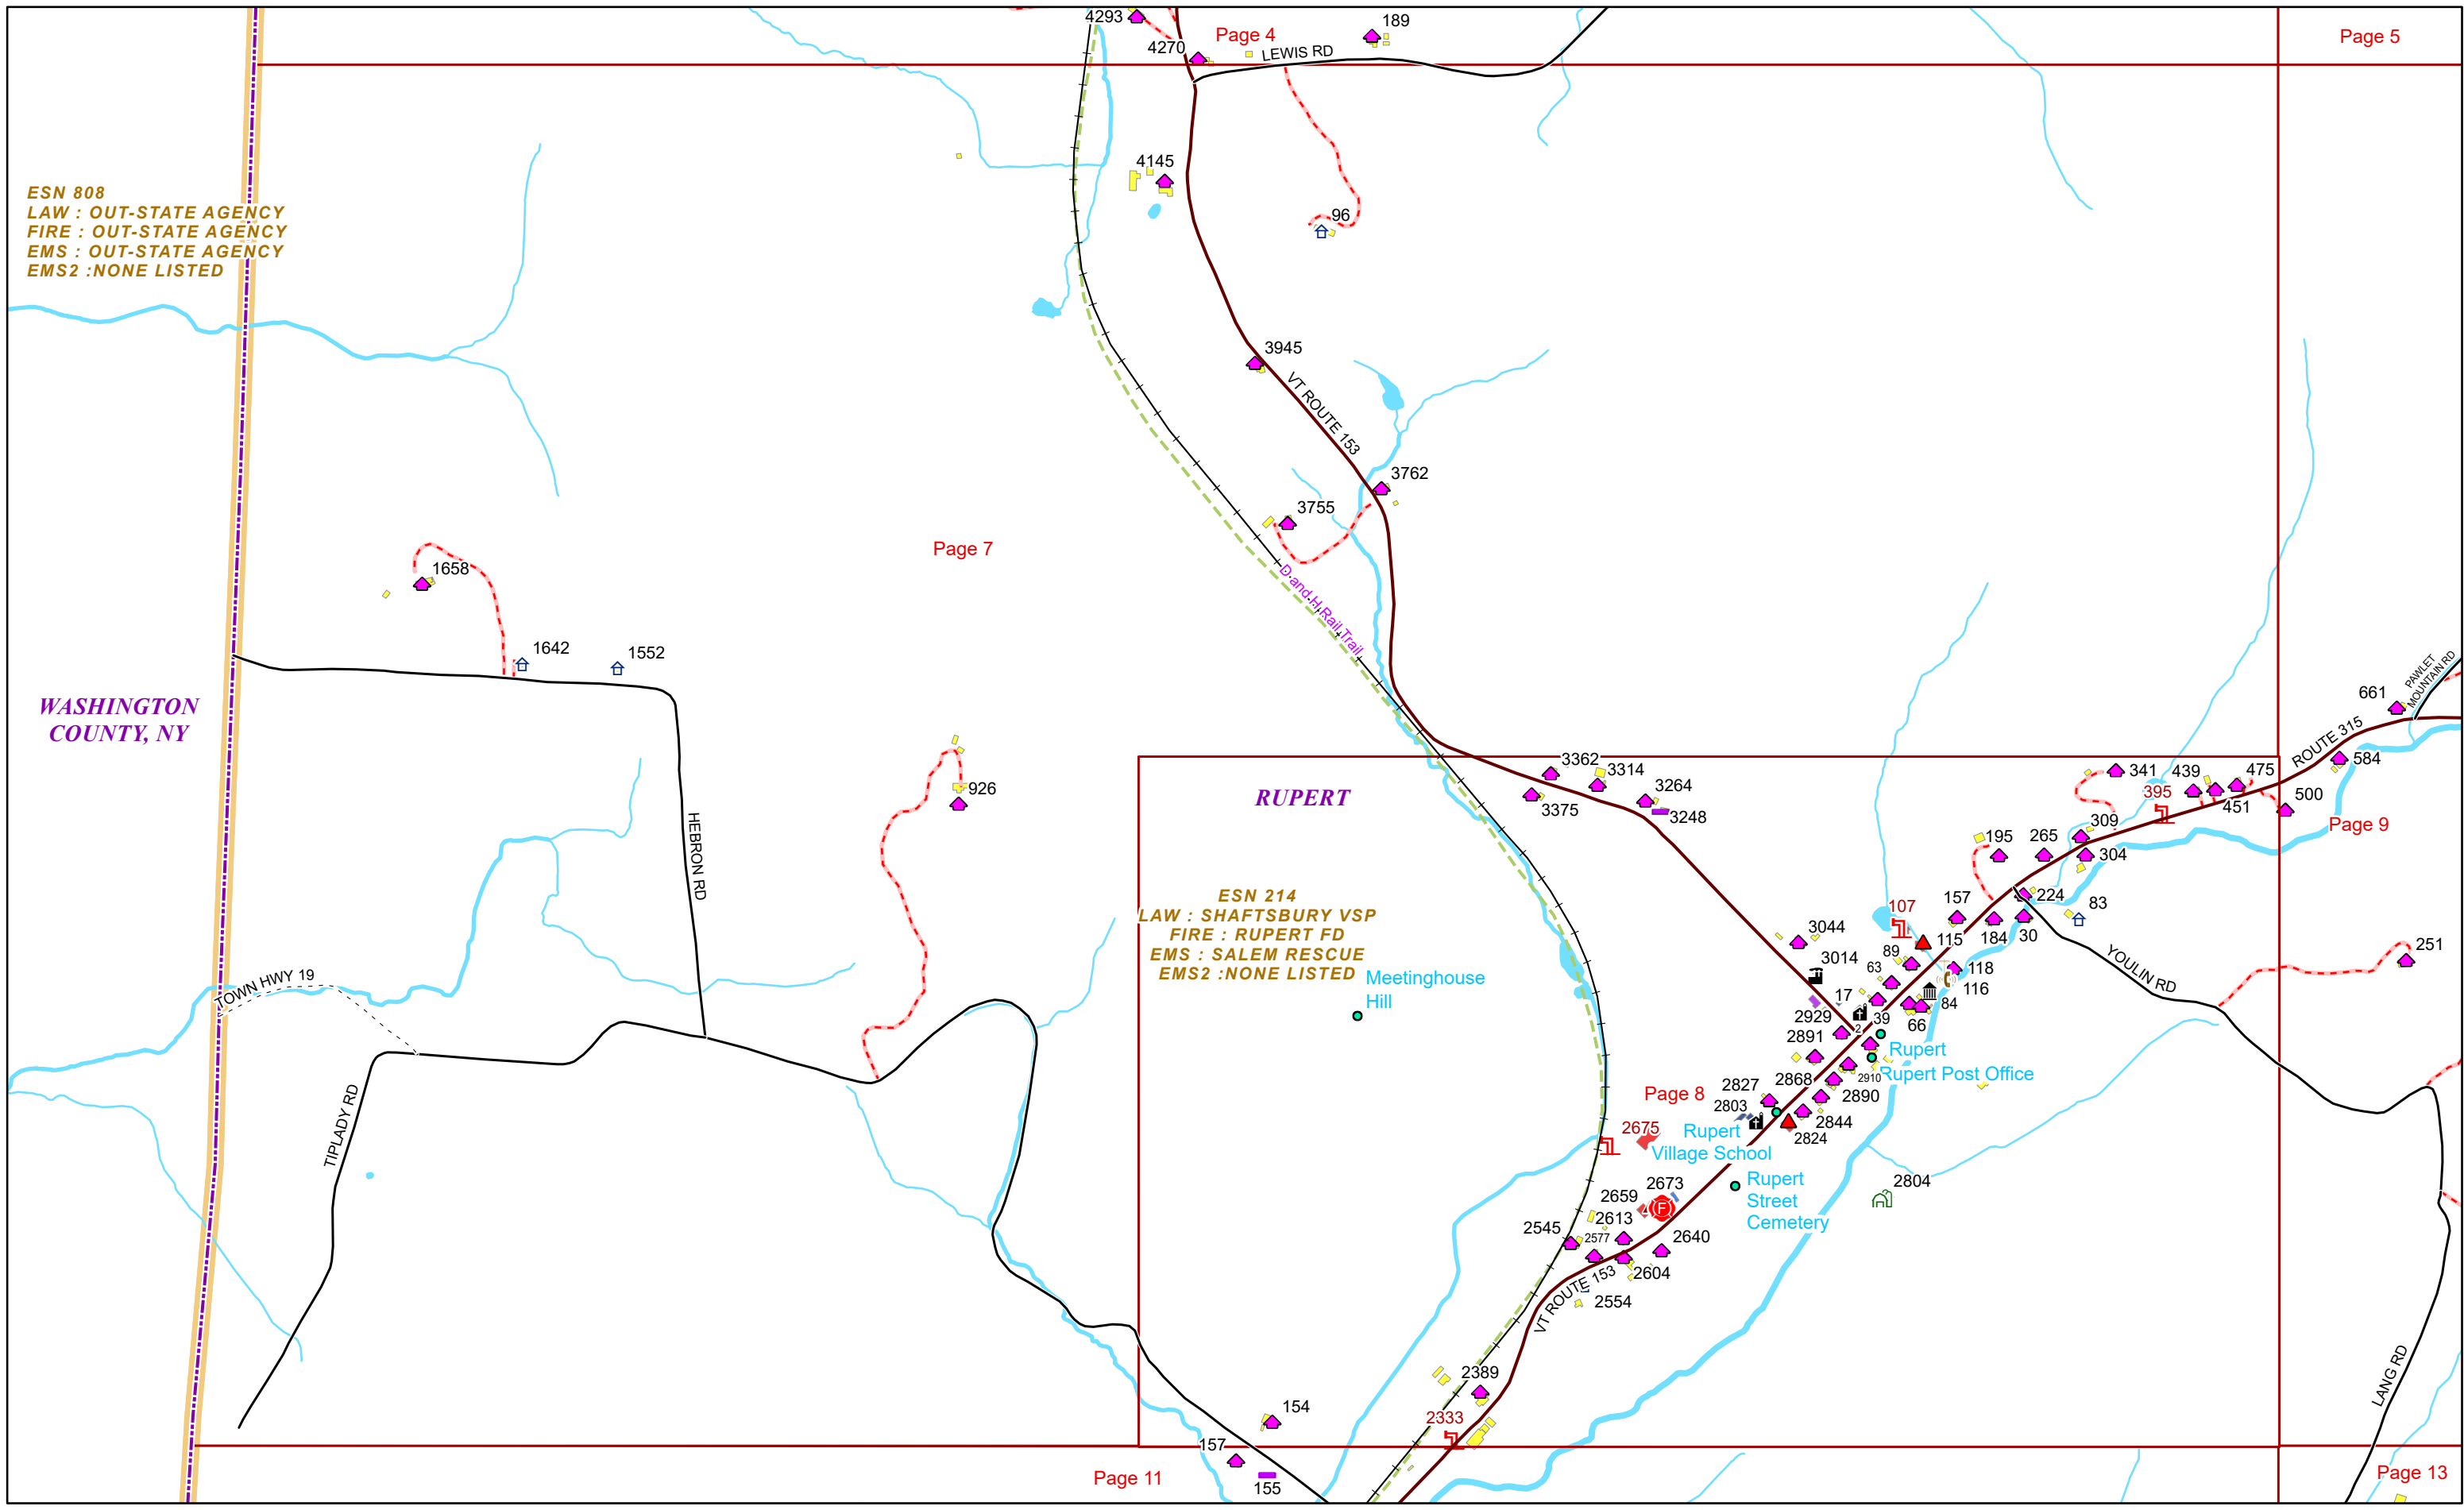 4293
Page 4
189
Page 5
4270
LEWIS RD
4145
ESN 808
LAW : OUT-STATE AGENCY
FIRE : OUT-STATE AGENCY
EMS : OUT-STATE AGENCY
EMS2 :NONE LISTED
96
3945
VT ROUTE 153
3762
3755
Page 7
D and H Rail Trail
1658
1642
1552
WASHINGTON
COUNTY, NY
661
PAWLET
MOUNTAIN RD
ROUTE 315
584
926
HEBRON RD
RUPERT
3362
3314
3264
3375
3248
341
439
475
395
451
500
Page 9
309
195
265
304
ESN 214
LAW : SHAFTSBURY VSP
FIRE : RUPERT FD
EMS : SALEM RESCUE
EMS2 :NONE LISTED
Meetinghouse
Hill
224
83
157
107
184
30
115
3044
89
3014
63
118
116
YOULIN RD
251
TOWN HWY 19
17
84
2929
39
66
2
2891
Rupert
Rupert Post Office
2910
2868
2827
2890
Page 8
2803
2844
2824
2675
Rupert
Village School
TIPLADY RD
2804
Rupert
Street
Cemetery
2673
2659
4
F
2613
2545
2577
2640
2604
VT ROUTE 153
2554
2389
LANG RD
154
2333
157
155
Page 11
Page 13